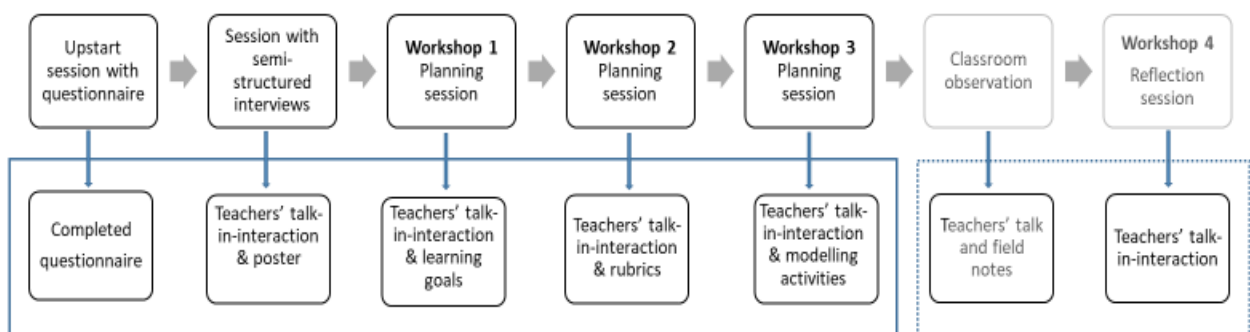 Upstart
session with
questionnaire
Session with
semi-
structured
interviews
Workshop 1
Planning
session
Workshop 2
Planning
session
Workshop 3
Planning
session
Classroom
observation
Workshop 4
Reflection
session
Completed
questionnaire
Teachers' talk-
in-interaction
& poster
Teachers' talk-
in-interaction
& learning
goals
Teachers' talk-
in-interaction
& rubrics
Teachers' talk-
in-interaction
& modelling
activities
Teachers' talk
and field
notes
Teachers' talk-
in-interaction